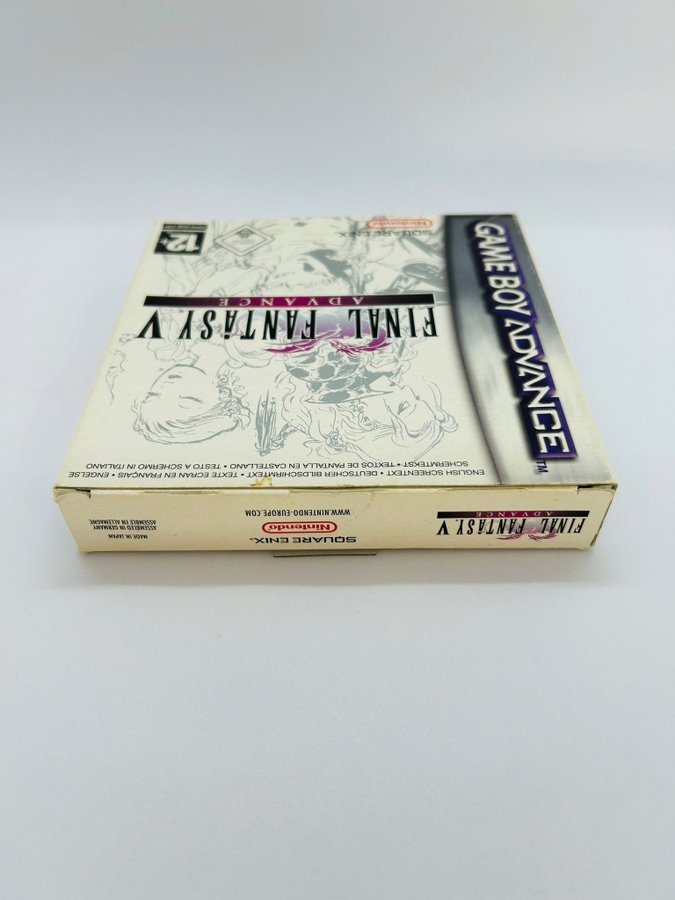 GAME BOY ADVANCE™
Nintendo
SQUARE ENIX
FINAL FANTASY V
ADVANCE
12+
ENGLISH SCREENTEXT • DEUTSCHER BILDSCHIRMTEXT • TEXTE ECRAN EN FRANÇAIS • ENGELSE
SCHERMTEKST • TEXTOS DE PANTALLA EN CASTELLANO • TESTO A SCHERMO IN ITALIANO
FINAL FANTASY V
ADVANCE
SQUARE ENIX
Nintendo
WWW.NINTENDO-EUROPE.COM
MADE IN JAPAN
ASSEMBLED IN GERMANY
ASSEMBLÉ EN ALLEMAGNE